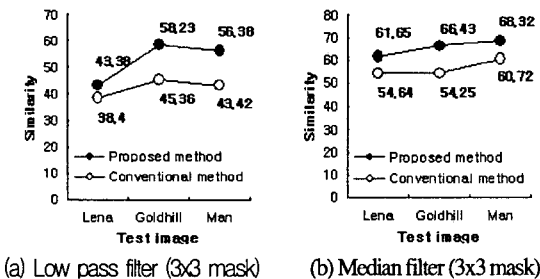 70
60
50
40
30
20
10
0
Similarity
43,38
58,23
56,38
38,4
45,36
43,42
Proposed method
Conventional method
Lena Goldhill Man
Test image
(a) Low pass filter (3x3 mask)
80
70
60
50
40
30
20
10
0
Similarity
61,65
66,43
68,32
54,64
54,25
60,72
Proposed method
Conventional method
Lena Goldhill Man
Test image
(b) Median filter (3x3 mask)